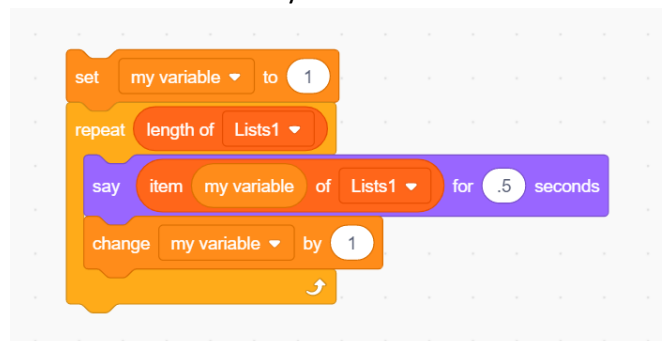 set my variable to 1
repeat length of Lists1
say item my variable of Lists1 for .5 seconds
change my variable by 1